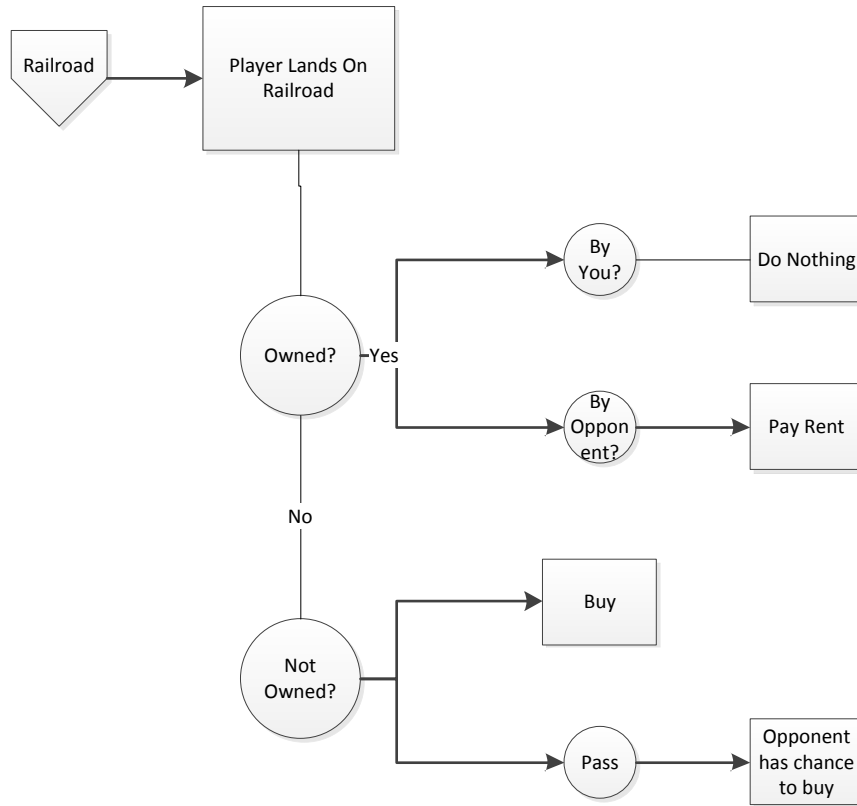 Railroad
Player Lands On
Railroad
By
You?
Do Nothing
Owned?
Yes
By
Oppon
ent?
Pay Rent
No
Buy
Not
Owned?
Pass
Opponent
has chance
to buy